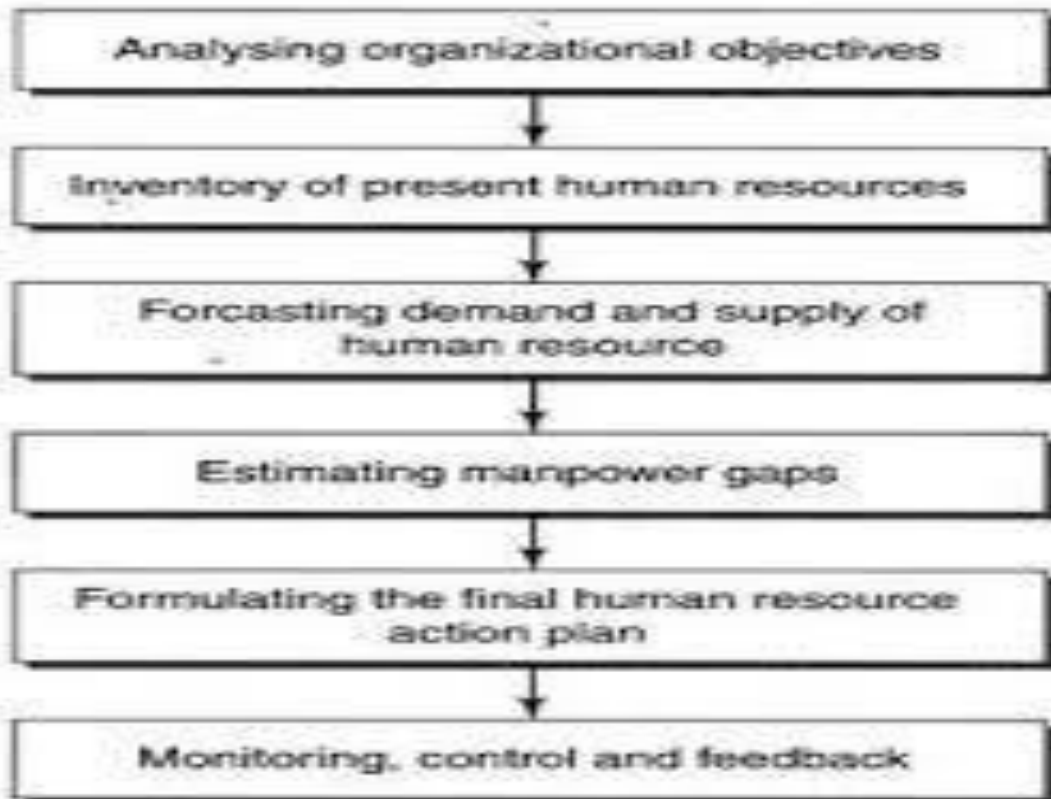 Analysing organizational objectives
Inventory of present human resources
Forcasting demand and supply of
human resource
Estimating manpower gaps
Formulating the final human resource
action plan
Monitoring, control and feedback